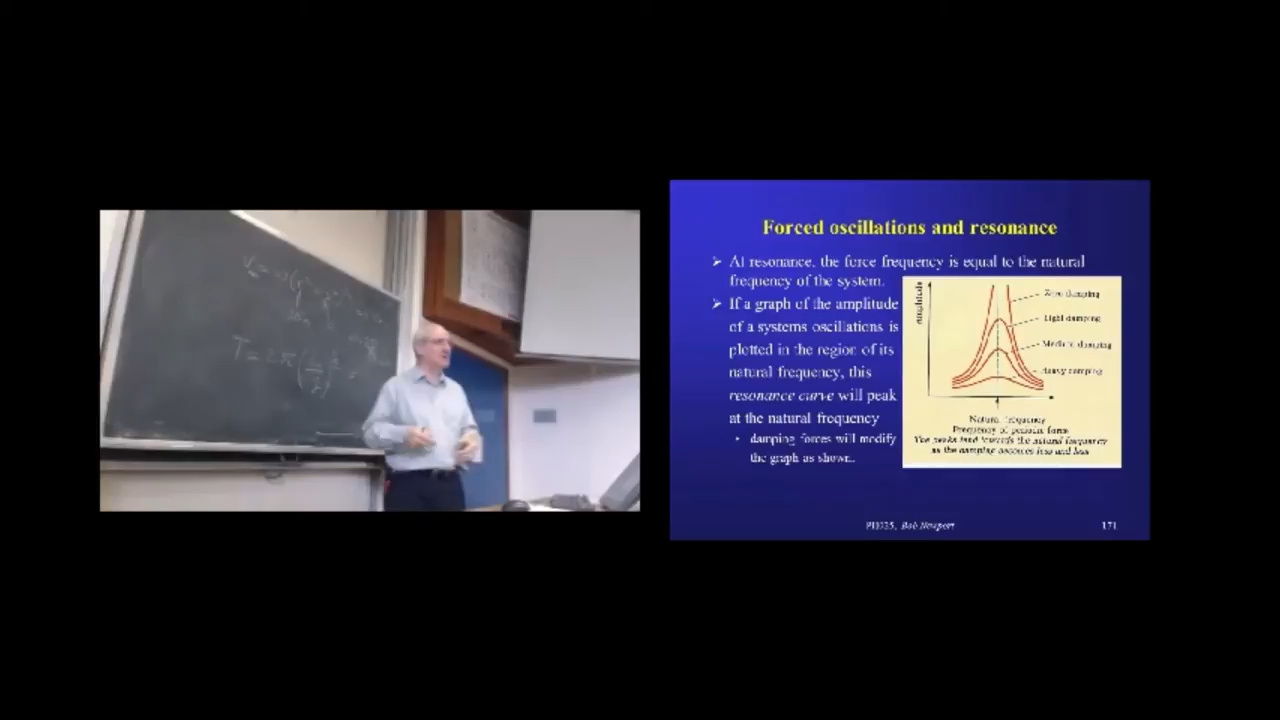 T = 2π
Forced oscillations and resonance
➢ At resonance, the force frequency is equal to the natural
frequency of the system.
➢ If a graph of the amplitude
of a systems oscillations is
plotted in the region of its
natural frequency, this
resonance curve will peak
at the natural frequency
• damping forces will modify
the graph as shown.
Amplitude
Zero damping
Light damping
Medium damping
Heavy damping
Natural frequency
Frequency of periodic force
The peaks tend towards the natural frequency
as the damping becomes less and less
Bob Newport
171